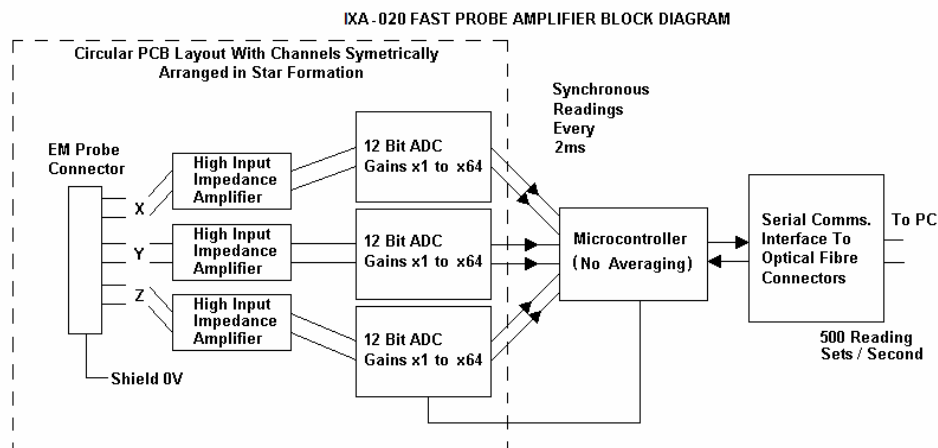 IXA-020 FAST PROBE AMPLIFIER BLOCK DIAGRAM
Circular PCB Layout With Channels Symetrically
Arranged in Star Formation
Synchronous
Readings
Every
2ms
EM Probe
Connector
X
Y
Z
Shield 0V
High Input
Impedance
Amplifier
12 Bit ADC
Gains x1 to x64
High Input
Impedance
Amplifier
12 Bit ADC
Gains x1 to x64
High Input
Impedance
Amplifier
12 Bit ADC
Gains x1 to x64
Microcontroller
(No Averaging)
Serial Comms.
Interface To
Optical Fibre
Connectors
To PC
500 Reading
Sets / Second